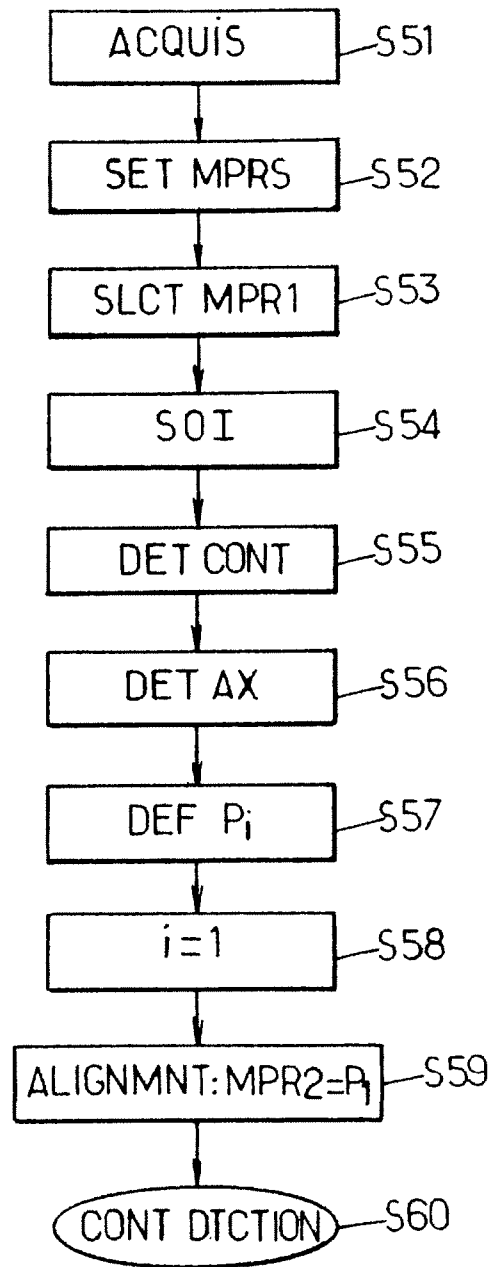 ACQUiS S51
SET MPRS S52
SLCT MPR1 S53
SOI S54
DET CONT S55
DET AX S56
DEF Pi S57
i=1 S58
ALIGNMNT:MPR2=P1 S59
CONT DTCTION S60